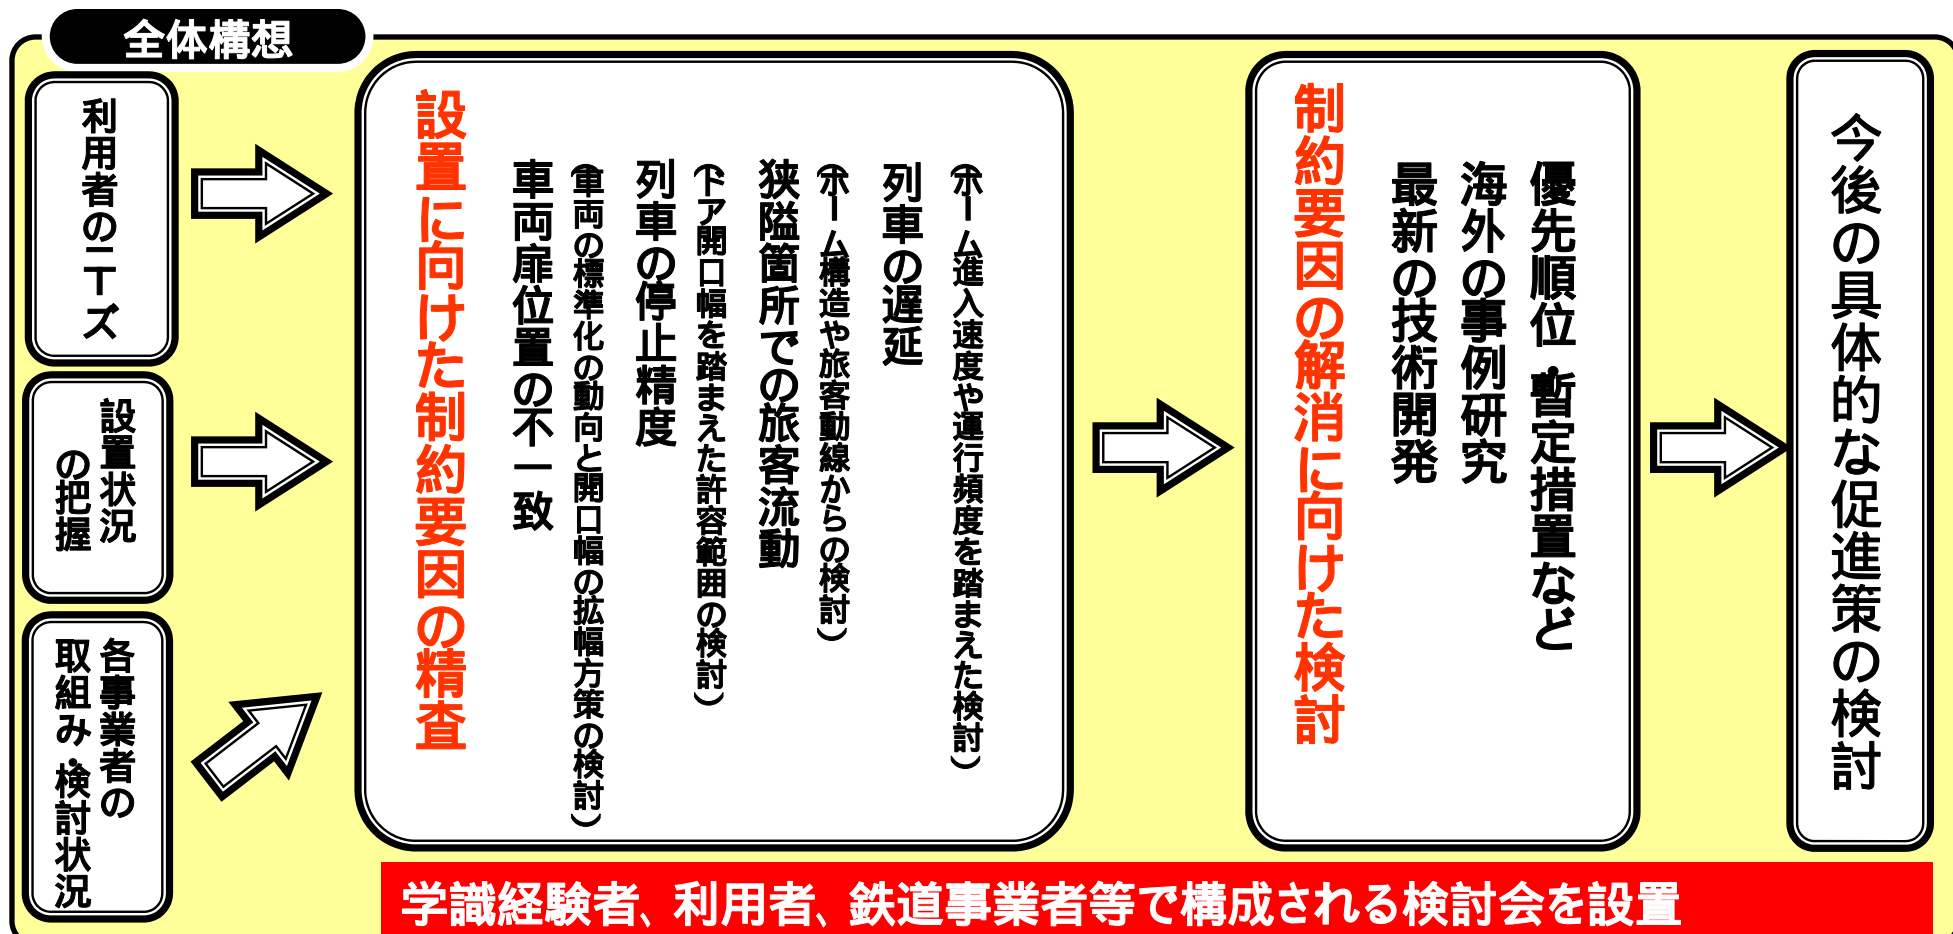 全体構想
利用者のニーズ
設置状況
の把握
各事業者の
取組み・検討状況
設置に向けた制約要因の精査
車両扉位置の不一致
（車両の標準化の動向と開口幅の拡幅方策の検討）
列車の停止精度
（ドア開口幅を踏まえた許容範囲の検討）
狭隘箇所での旅客流動
（ホーム構造や旅客動線からの検討）
列車の遅延
（ホーム進入速度や運行頻度を踏まえた検討）
制約要因の解消に向けた検討
最新の技術開発
海外の事例研究
優先順位・暫定措置など
今後の具体的な促進策の検討
学識経験者、利用者、鉄道事業者等で構成される検討会を設置